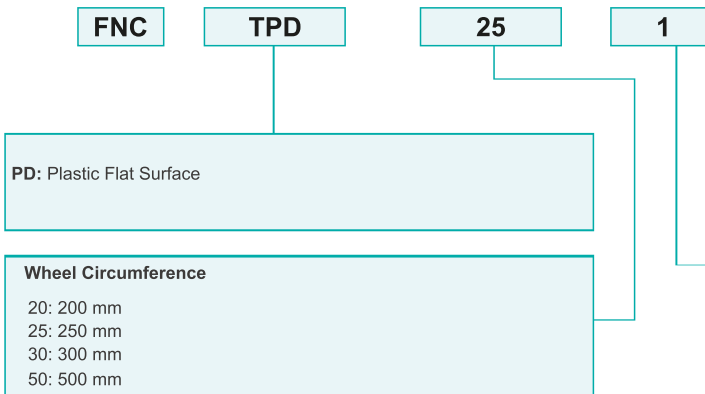 FNC TPD 25 1
PD: Plastic Flat Surface
Wheel Circumference
20: 200 mm
25: 250 mm
30: 300 mm
50: 500 mm